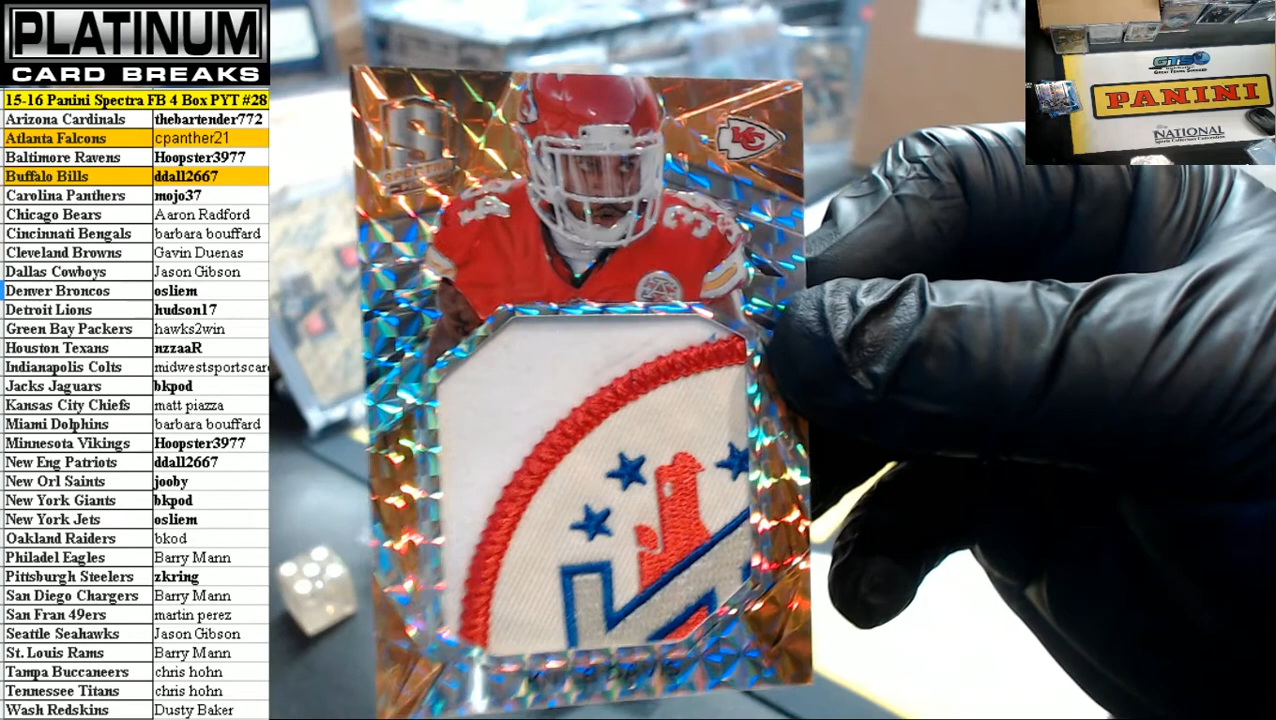 PLATINUM
CARD BREAKS
15-16 Panini Spectra FB 4 Box PYT #28
Arizona Cardinals thebartender772
Atlanta Falcons cpanther21
Baltimore Ravens Hoopster3977
Buffalo Bills ddall2667
Carolina Panthers mojo37
Chicago Bears Aaron Radford
Cincinnati Bengals barbara bouffard
Cleveland Browns Gavin Duenas
Dallas Cowboys Jason Gibson
Denver Broncos osliem
Detroit Lions hudson17
Green Bay Packers hawks2win
Houston Texans nzzaaR
Indianapolis Colts midwestsportscar
Jacks Jaguars bkpod
Kansas City Chiefs matt piazza
Miami Dolphins barbara bouffard
Minnesota Vikings Hoopster3977
New Eng Patriots ddall2667
New Orl Saints jooby
New York Giants bkpod
New York Jets osliem
Oakland Raiders bkod
Philadel Eagles Barry Mann
Pittsburgh Steelers zkring
San Diego Chargers Barry Mann
San Fran 49ers martin perez
Seattle Seahawks Jason Gibson
St. Louis Rams Barry Mann
Tampa Buccaneers chris hohn
Tennessee Titans chris hohn
Wash Redskins Dusty Baker
S
SPECTRA
KC
34
GTS
PANINI
NATIONAL